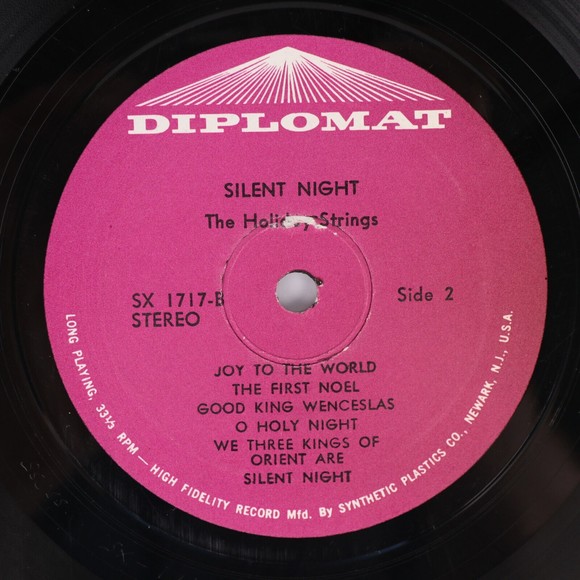 DIPLOMAT
SILENT NIGHT
The Holiday Strings
SX 1717-B Side 2
STEREO
JOY TO THE WORLD
THE FIRST NOEL
GOOD KING WENCESLAS
O HOLY NIGHT
WE THREE KINGS OF
ORIENT ARE
SILENT NIGHT
LONG PLAYING, 33⅓ RPM — HIGH FIDELITY RECORD Mfd. By SYNTHETIC PLASTICS CO., NEWARK, N.J., U.S.A.